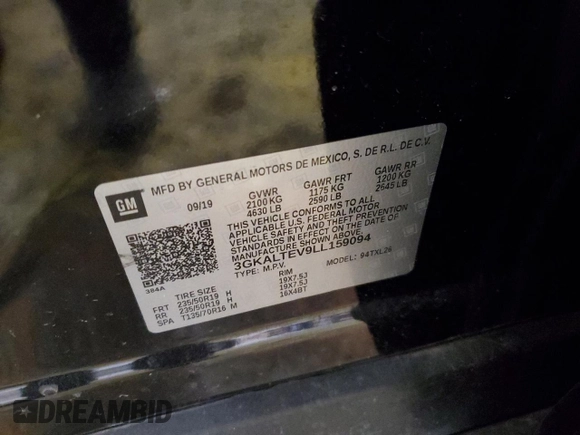 GM
MFD BY GENERAL MOTORS DE MEXICO, S. DE R.L. DE C.V.
09/19 GVWR GAWR FRT GAWR RR
2100 KG 1175 KG 1200 KG
4630 LB 2590 LB 2645 LB
THIS VEHICLE CONFORMS TO ALL
APPLICABLE U.S. FEDERAL MOTOR
VEHICLE SAFETY AND THEFT PREVENTION
STANDARDS IN EFFECT ON THE DATE OF
MANUFACTURE SHOWN ABOVE.
3GKALTEV9LL159094
TYPE: M.P.V. MODEL: 94TXL26
384A
TIRE SIZE RIM
FRT 235/50R19 H 19X7.5J
RR 235/50R19 H 19X7.5J
SPA T135/70R16 M 16X4BT
DREAMBID